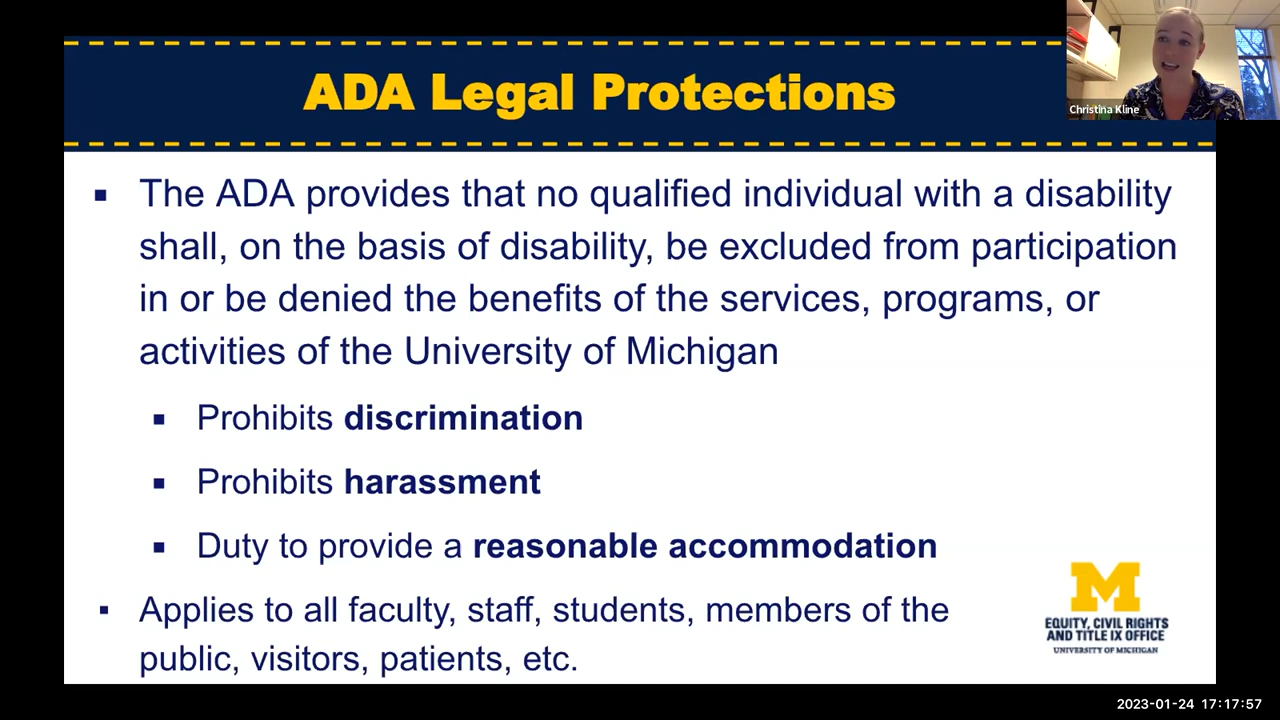 ADA Legal Protections
Christina Kline
▪ The ADA provides that no qualified individual with a disability
shall, on the basis of disability, be excluded from participation
in or be denied the benefits of the services, programs, or
activities of the University of Michigan
▪ Prohibits discrimination
▪ Prohibits harassment
▪ Duty to provide a reasonable accommodation
▪ Applies to all faculty, staff, students, members of the
public, visitors, patients, etc.
M
EQUITY, CIVIL RIGHTS
AND TITLE IX OFFICE
UNIVERSITY OF MICHIGAN
2023-01-24 17:17:57